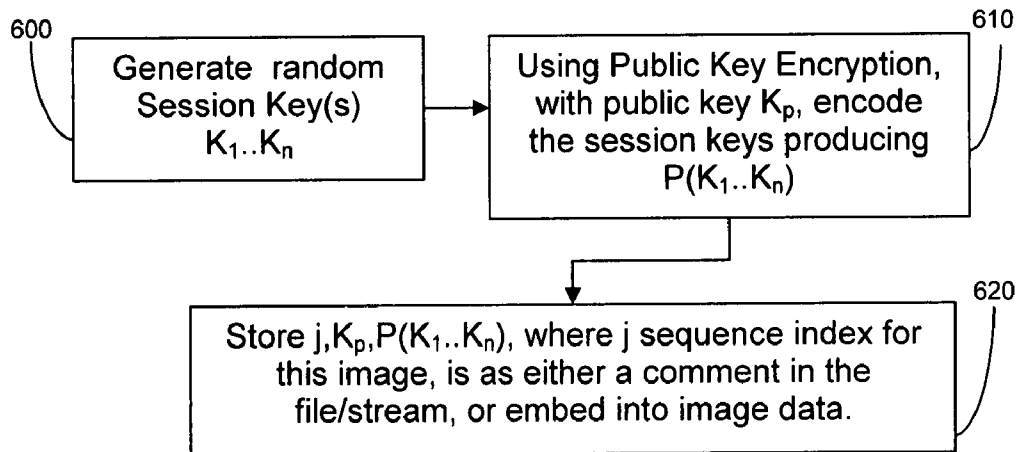 600
Generate random
Session Key(s)
K₁..Kₙ
610
Using Public Key Encryption,
with public key Kₚ, encode
the session keys producing
P(K₁..Kₙ)
620
Store j,Kₚ,P(K₁..Kₙ), where j sequence index for
this image, is as either a comment in the
file/stream, or embed into image data.